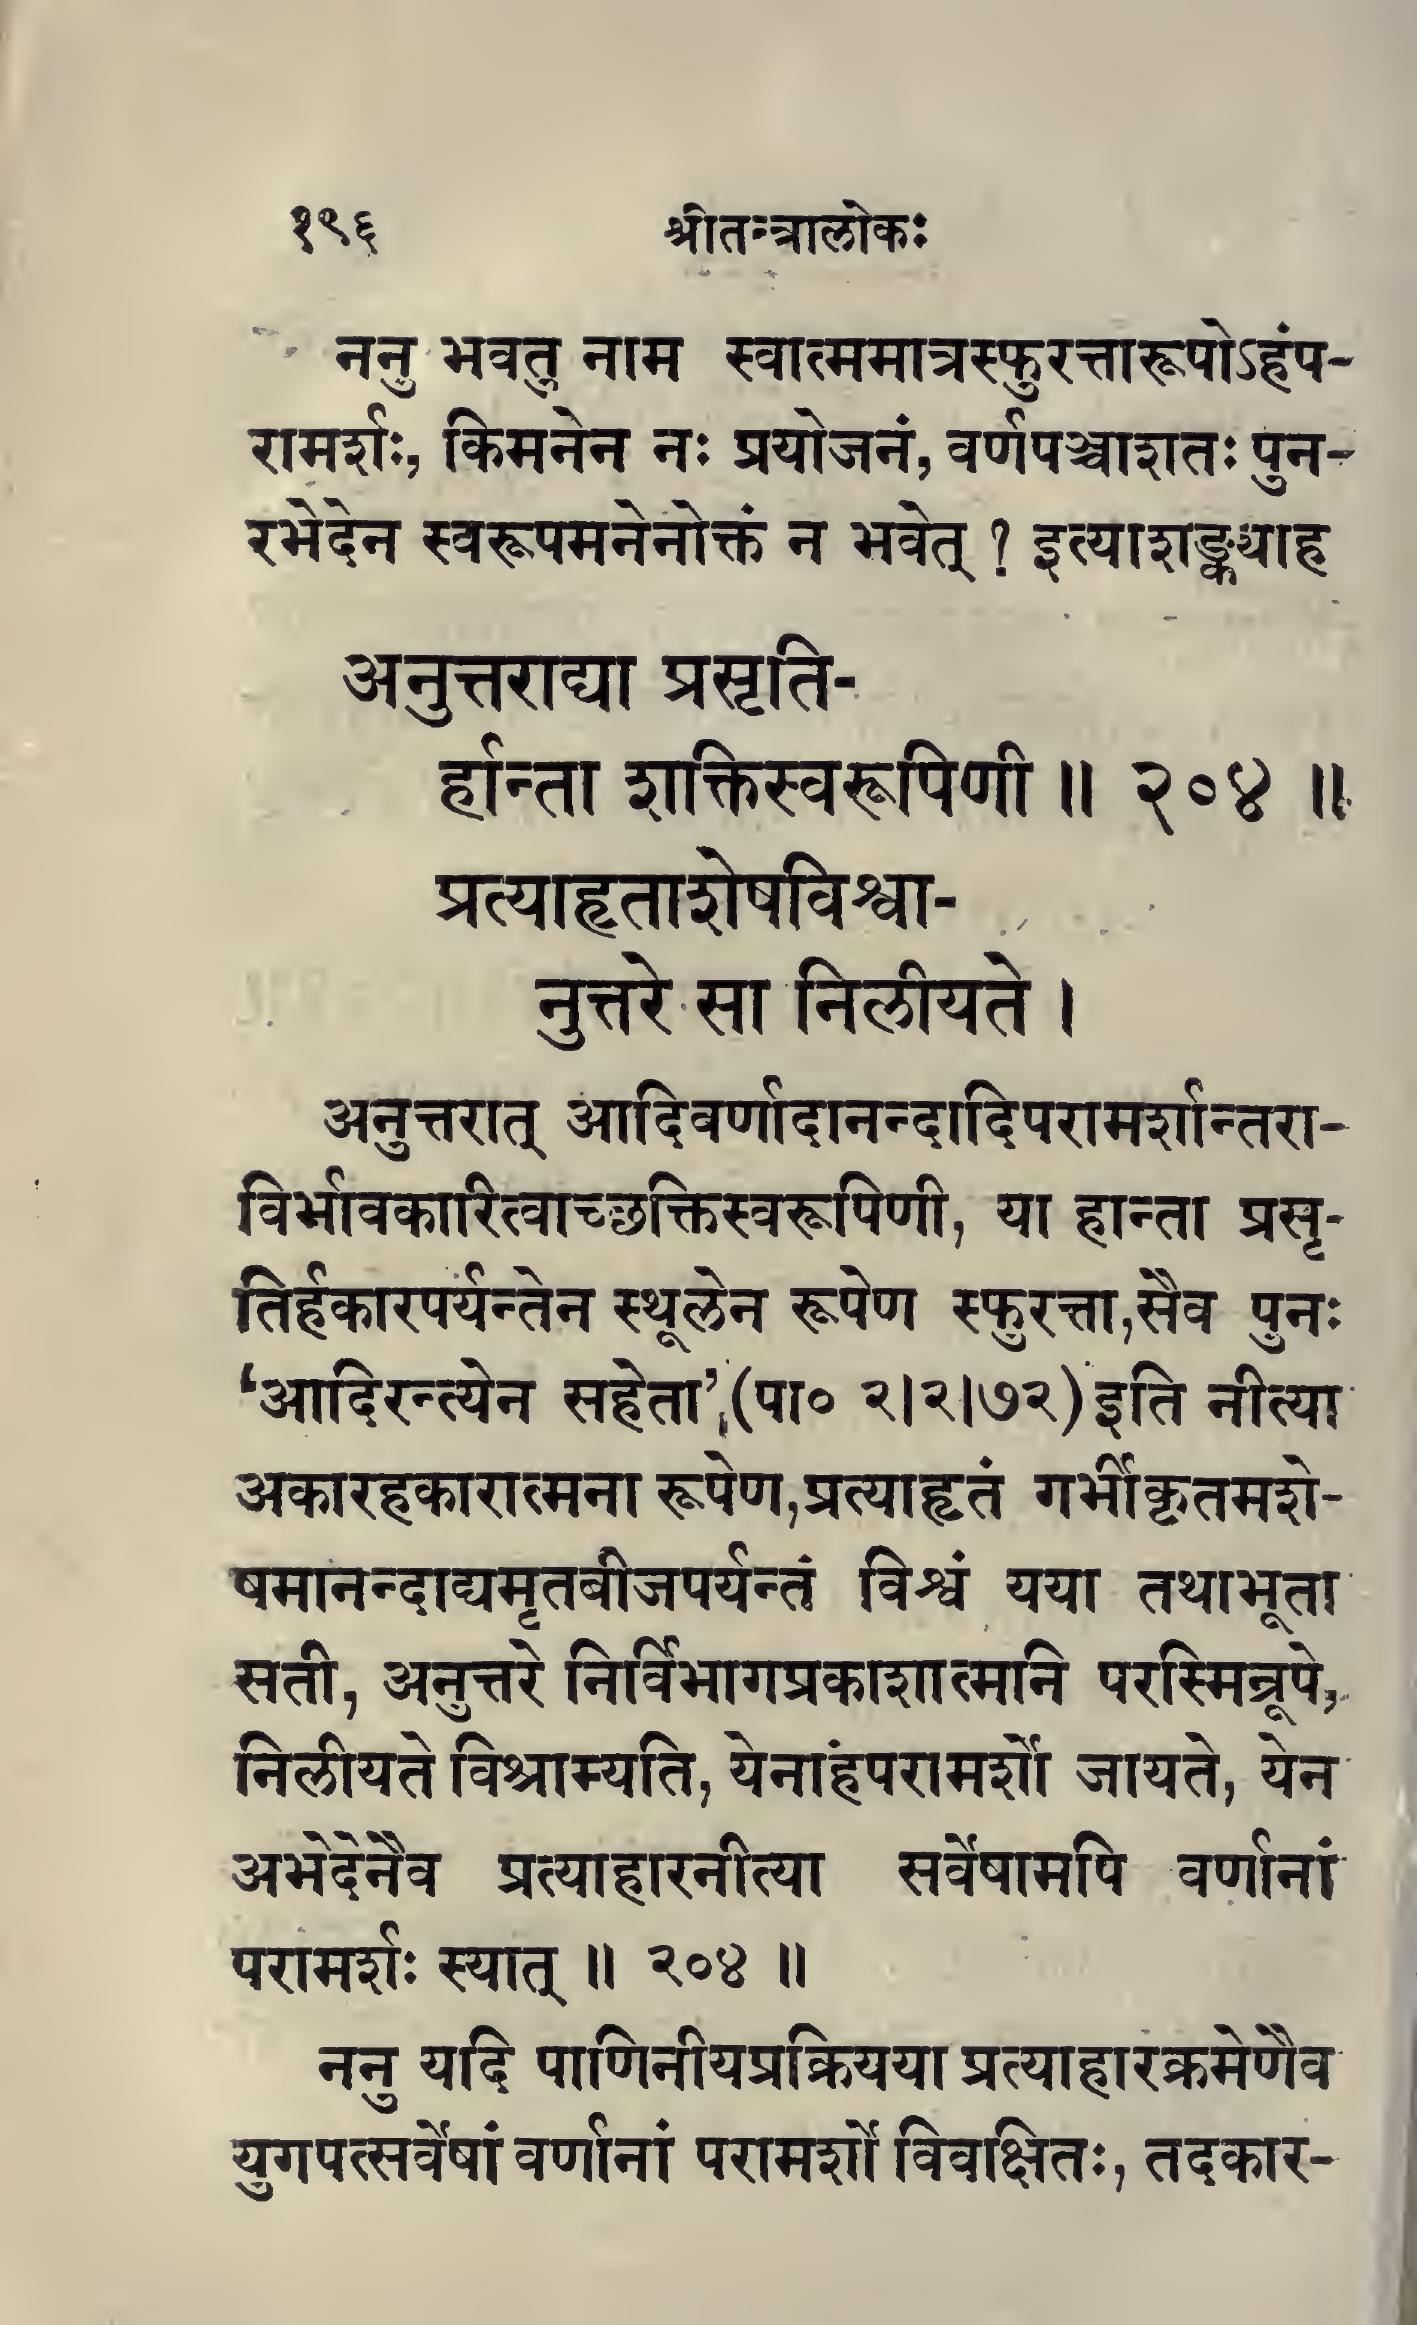 १९६ श्रीतन्त्रालोकः
ननु भवतु नाम स्वात्ममात्रस्फुरत्तारूपोऽहंप-
रामर्शः, किमनेन नः प्रयोजनं, वर्णपञ्चाशतः पुन-
रभेदेन स्वरूपमनेनोक्तं न भवेत् ? इत्याशङ्क्याह
अनुत्तराद्या प्रसृति-
र्हान्ता शक्तिस्वरूपिणी ॥ २०४ ॥
प्रत्याहृताशेषविश्वा-
नुत्तरे सा निलीयते ।
अनुत्तरात् आदिवर्णादानन्दादिपरामर्शान्तरा-
विर्भावकारित्वाच्छक्तिस्वरूपिणी, या हान्ता प्रसृ-
तिर्हकारपर्यन्तेन स्थूलेन रूपेण स्फुरत्ता,सैव पुनः
‘आदिरन्त्येन सहेता’ (पा० २।२।७२) इति नीत्या
अकारहकारात्मना रूपेण,प्रत्याहृतं गर्भीकृतमशे-
षमानन्दाद्यमृतबीजपर्यन्तं विश्वं यया तथाभूता
सती, अनुत्तरे निर्विभागप्रकाशात्मनि परस्मिन्रूपे,
निलीयते विश्राम्यति, येनाहंपरामर्शो जायते, येन
अभेदेनैव प्रत्याहारनीत्या सर्वेषामपि वर्णानां
परामर्शः स्यात् ॥ २०४ ॥
ननु यदि पाणिनीयप्रक्रियया प्रत्याहारक्रमेणैव
युगपत्सर्वेषां वर्णानां परामर्शो विवक्षितः, तदकार-